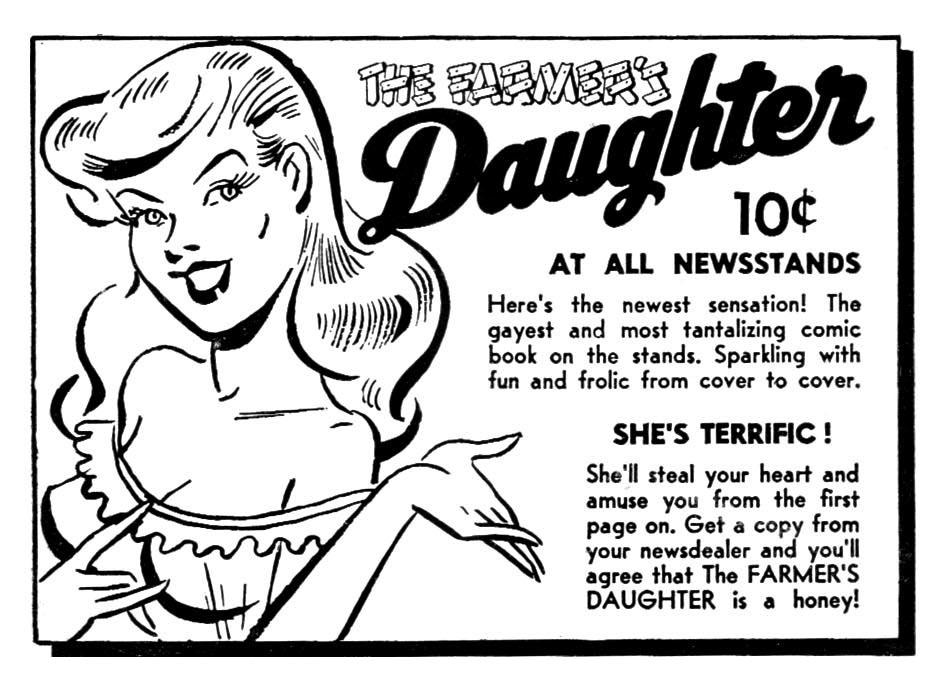 THE FARMER'S
Daughter
10¢
AT ALL NEWSSTANDS
Here's the newest sensation! The
gayest and most tantalizing comic
book on the stands. Sparkling with
fun and frolic from cover to cover.
SHE'S TERRIFIC!
She'll steal your heart and
amuse you from the first
page on. Get a copy from
your newsdealer and you'll
agree that The FARMER'S
DAUGHTER is a honey!